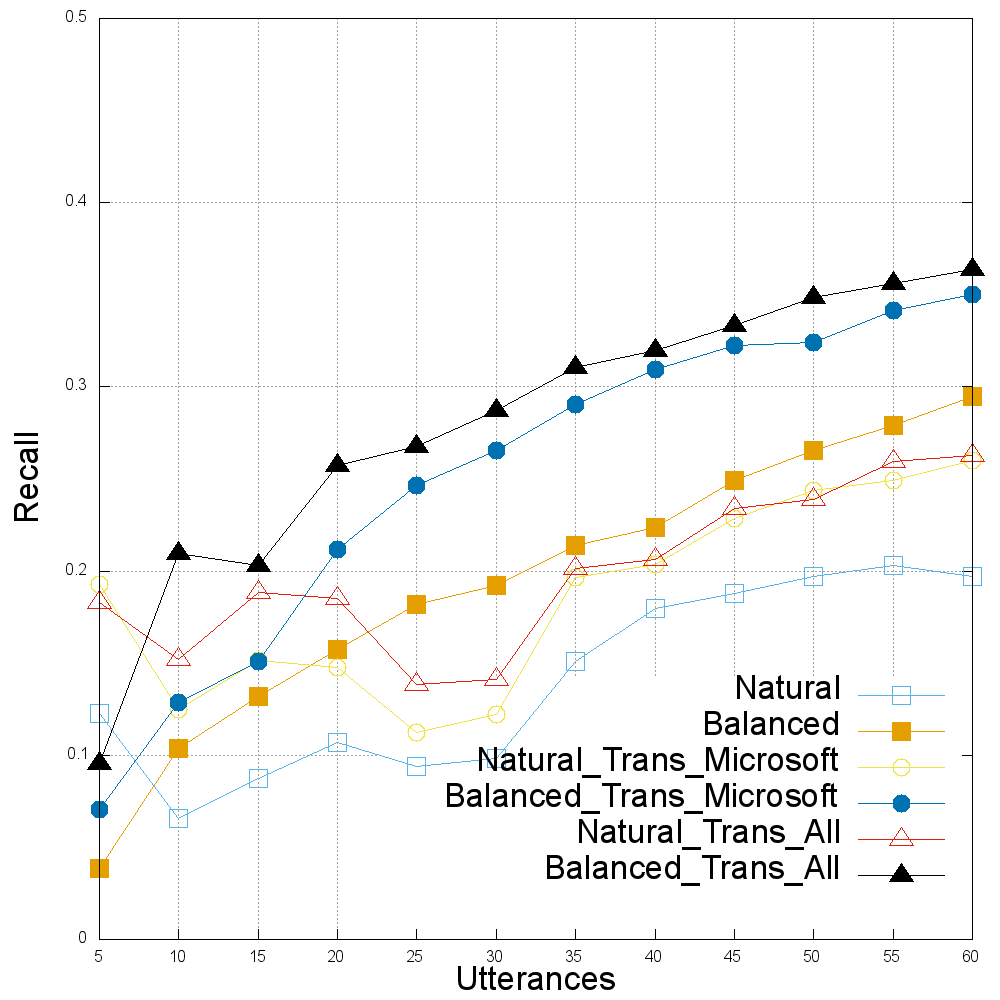 0.5
0.4
0.3
0.2
0.1
0
Recall
Natural
Balanced
Natural_Trans_Microsoft
Balanced_Trans_Microsoft
Natural_Trans_All
Balanced_Trans_All
5 10 15 20 25 30 35 40 45 50 55 60
Utterances